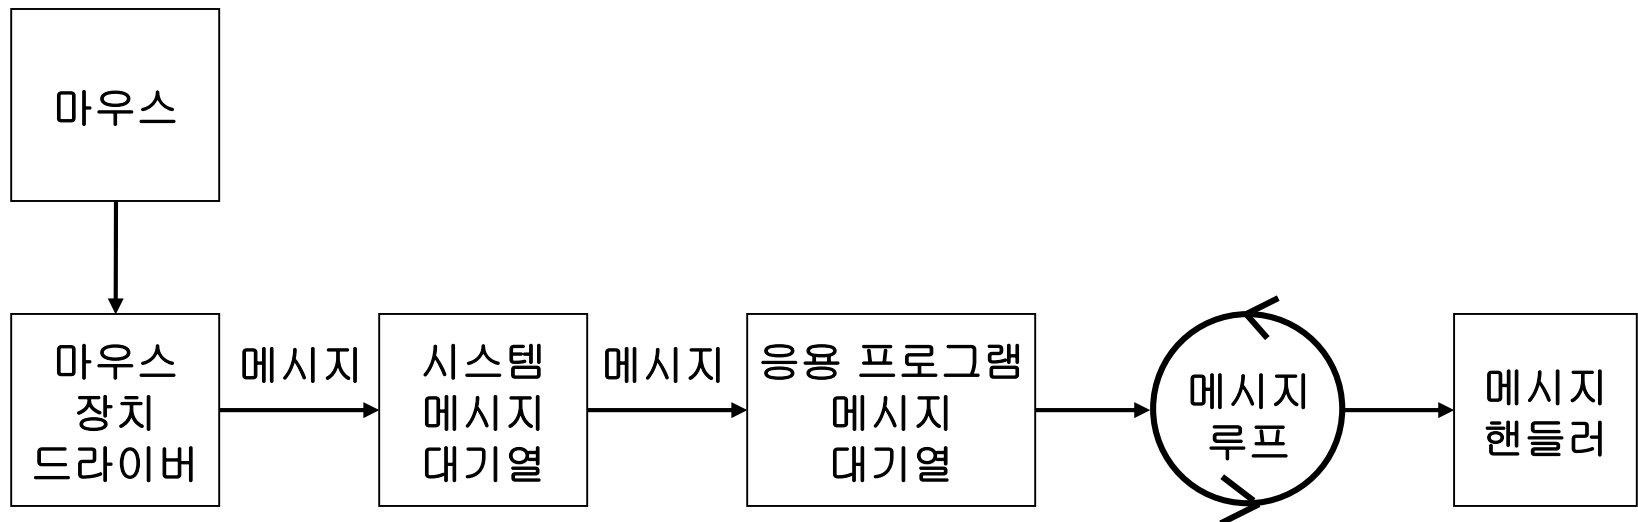 마우스
마우스
장치
드라이버
메시지
시스템
메시지
대기열
메시지
응용 프로그램
메시지
대기열
메시지
루프
메시지
핸들러